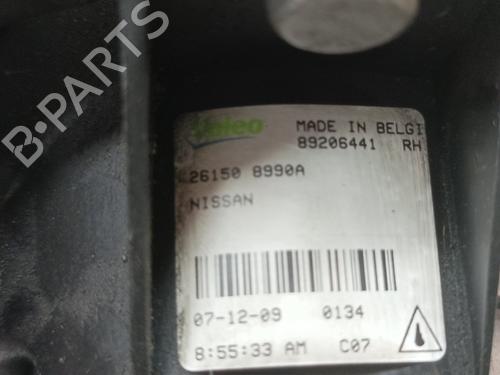 Valeo MADE IN BELGI
89206441 RH
26150 8990A
NISSAN
07-12-09 0134
8:55:33 AM C07
B-PARTS